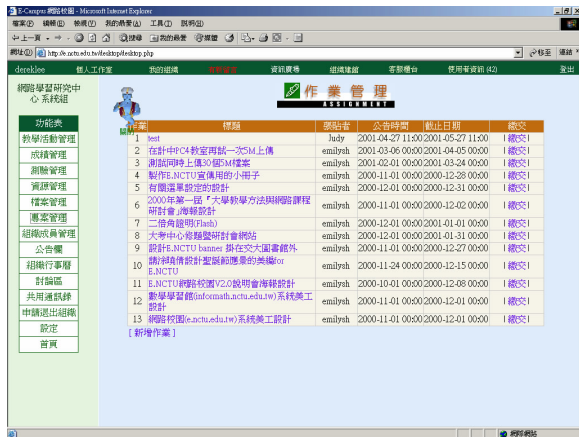 E-Campus 網路校園 - Microsoft Internet Explorer
檔案(F) 編輯(E) 檢視(V) 我的最愛(A) 工具(T) 說明(H)
上一頁 搜尋 我的最愛 媒體
網址(D) http://e.nctu.edu.tw/desktop/desktop.php 移至 連結
dereklee 個人工作室 我的組織 資訊廣場 組織建館 客服櫃台 使用者資訊 (42) 登出
網路學習研究中心 系統組
作業管理
ASSIGNMENT
功能表
教學活動管理
成績管理
測驗管理
資源管理
檔案管理
專案管理
組織成員管理
公告欄
組織行事曆
討論區
共用通訊錄
申請退出組織
設定
首頁
作業 標題 張貼者 公告時間 截止日期 繳交
1 test Judy 2001-04-27 11:00 2001-05-27 11:00 | 繳交 |
2 在計中PC4教室再試一次5M上傳 emilysh 2001-03-06 00:00 2001-04-05 00:00 | 繳交 |
3 測試同時上傳30個5M檔案 emilysh 2001-02-01 00:00 2001-03-24 00:00 | 繳交 |
4 製作E.NCTU宣傳用的小冊子 emilysh 2000-11-01 00:00 2000-12-28 00:00 | 繳交 |
5 有關選單設定的設計 emilysh 2000-12-01 00:00 2000-12-31 00:00 | 繳交 |
6 2000年第一屆『大學教學方法與網路課程研討會』海報設計 emilysh 2000-11-01 00:00 2000-12-02 00:00 | 繳交 |
7 二倍角證明(Flash) emilysh 2000-12-01 00:00 2001-01-01 00:00 | 繳交 |
8 大考中心修題暨研討會網站 emilysh 2000-12-01 00:00 2001-01-31 00:00 | 繳交 |
9 設計E.NCTU banner 掛在交大圖書館外 emilysh 2000-11-01 00:00 2000-12-27 00:00 | 繳交 |
10 請涂曉倩設計聖誕節應景的美編for E.NCTU emilysh 2000-11-24 00:00 2000-12-15 00:00 | 繳交 |
11 E.NCTU網路校園V2.0說明會海報設計 emilysh 2000-10-01 00:00 2000-12-08 00:00 | 繳交 |
12 數學學習館(informath.nctu.edu.tw)系統美工設計 emilysh 2000-11-01 00:00 2000-12-01 00:00 | 繳交 |
13 網路校園(e.nctu.edu.tw)系統美工設計 emilysh 2000-11-01 00:00 2000-12-01 00:00 | 繳交 |
[ 新增作業 ]
網際網路